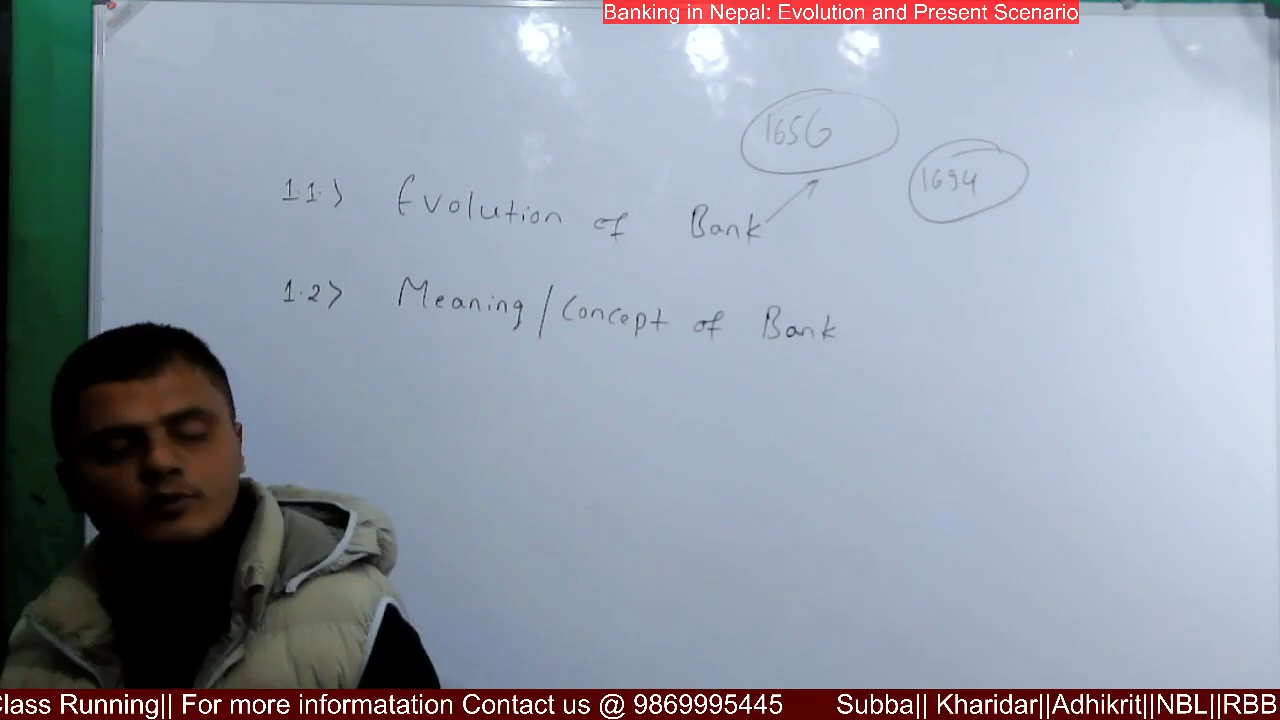 Banking in Nepal: Evolution and Present Scenario
1656
1694
1.1> Evolution of Bank
1.2> Meaning/Concept of Bank
Class Running|| For more informatation Contact us @ 9869995445 Subba|| Kharidar||Adhikrit||NBL||RBB